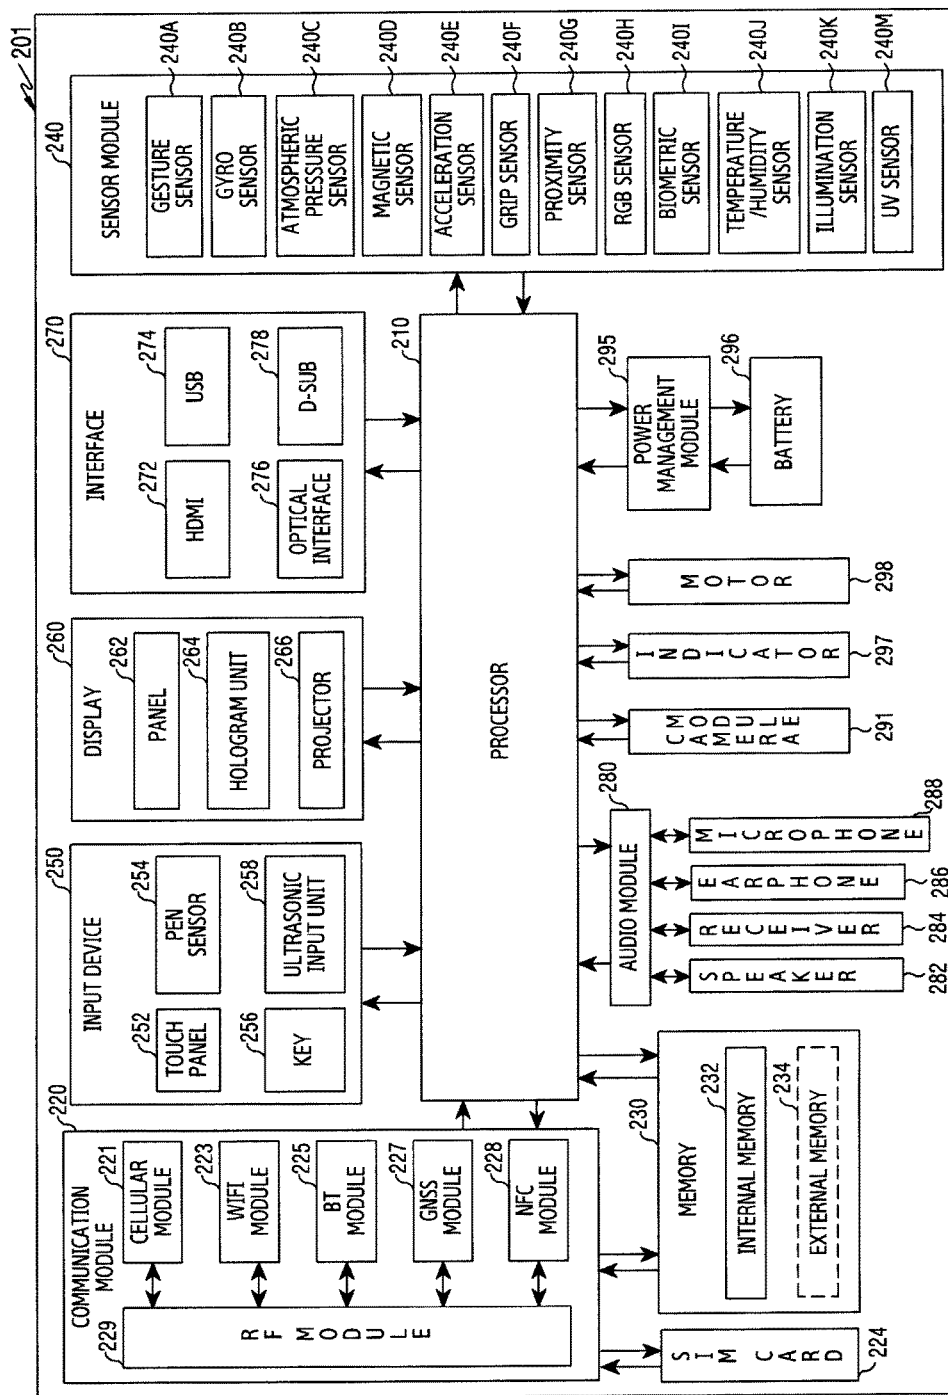 201
COMMUNICATION
MODULE
220
229
RF MODULE
221
CELLULAR
MODULE
223
WIFI
MODULE
225
BT
MODULE
227
GNSS
MODULE
228
NFC
MODULE
INPUT DEVICE
250
252
TOUCH
PANEL
254
PEN
SENSOR
256
KEY
258
ULTRASONIC
INPUT UNIT
DISPLAY
260
262
PANEL
264
HOLOGRAM UNIT
266
PROJECTOR
INTERFACE
270
272
HDMI
274
USB
276
OPTICAL
INTERFACE
278
D-SUB
SENSOR MODULE
240
GESTURE
SENSOR
240A
GYRO
SENSOR
240B
ATMOSPHERIC
PRESSURE
SENSOR
240C
MAGNETIC
SENSOR
240D
ACCELERATION
SENSOR
240E
GRIP SENSOR
240F
PROXIMITY
SENSOR
240G
RGB SENSOR
240H
BIOMETRIC
SENSOR
240I
TEMPERATURE
/HUMIDITY
SENSOR
240J
ILLUMINATION
SENSOR
240K
UV SENSOR
240M
PROCESSOR
210
SIM CARD
224
MEMORY
230
232
INTERNAL MEMORY
234
EXTERNAL MEMORY
AUDIO MODULE
280
SPEAKER
282
RECEIVER
284
EARPHONE
286
MICROPHONE
288
CAMERA
MODULE
291
INDICATOR
297
MOTOR
298
POWER
MANAGEMENT
MODULE
295
BATTERY
296